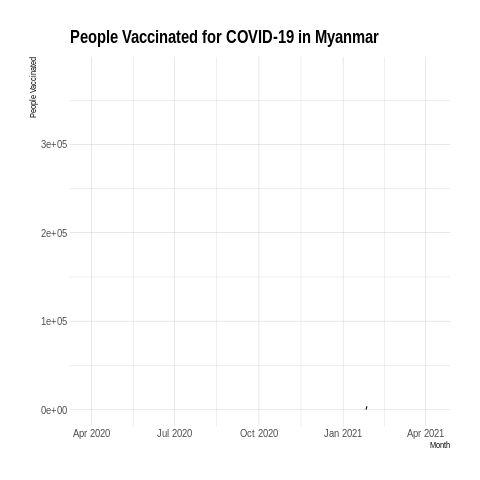 People Vaccinated for COVID-19 in Myanmar
People Vaccinated
3e+05
2e+05
1e+05
0e+00
Apr 2020 Jul 2020 Oct 2020 Jan 2021 Apr 2021
Month